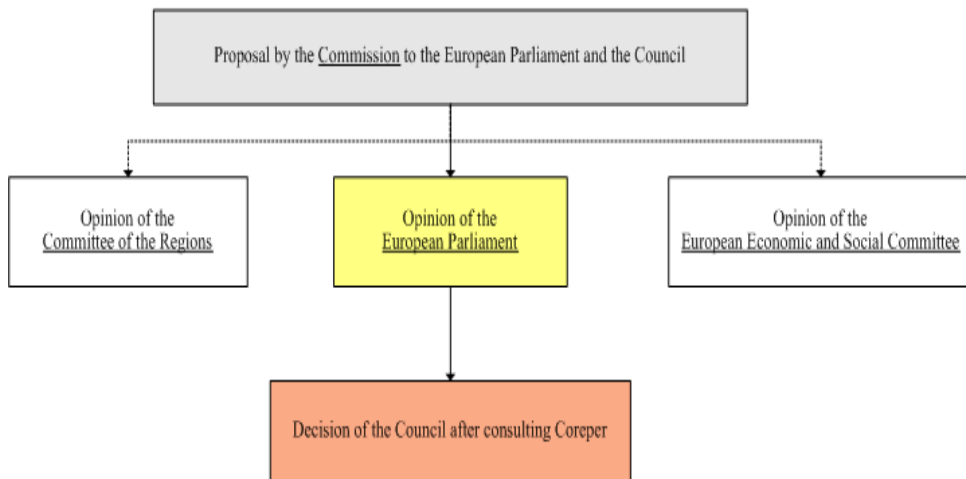 Proposal by the Commission to the European Parliament and the Council
Opinion of the
Committee of the Regions
Opinion of the
European Parliament
Opinion of the
European Economic and Social Committee
Decision of the Council after consulting Coreper